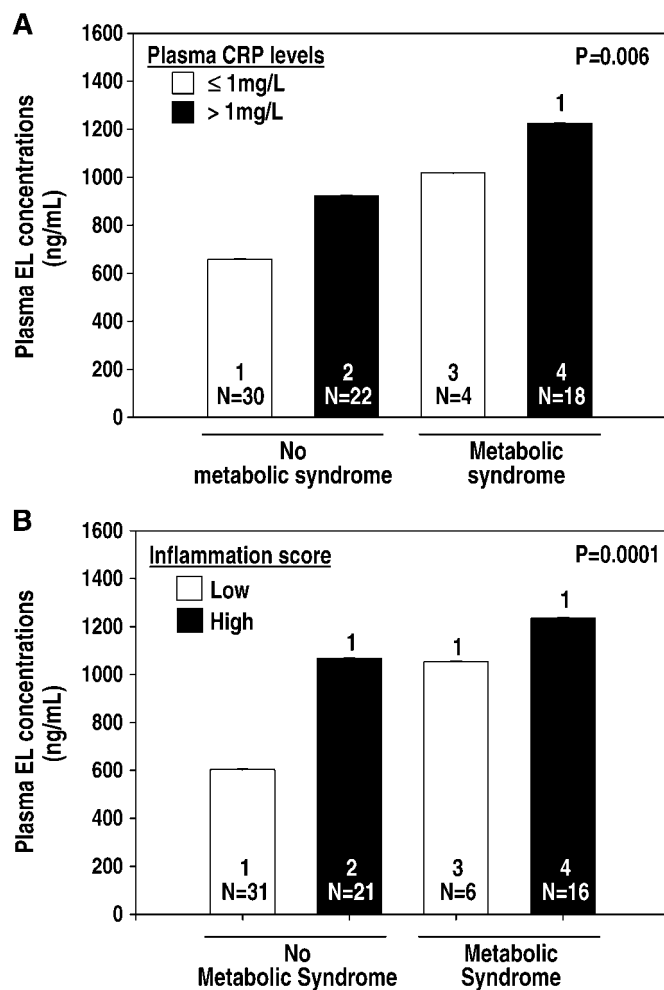 A
1600
1400
1200
1000
800
600
400
200
0
Plasma EL concentrations
(ng/mL)
Plasma CRP levels
≤ 1mg/L
> 1mg/L
P=0.006
1
1
N=30
2
N=22
3
N=4
4
N=18
No
metabolic syndrome
Metabolic
syndrome
B
1600
1400
1200
1000
800
600
400
200
0
Plasma EL concentrations
(ng/mL)
Inflammation score
Low
High
P=0.0001
1
1
1
1
N=31
2
N=21
3
N=6
4
N=16
No
Metabolic Syndrome
Metabolic
Syndrome